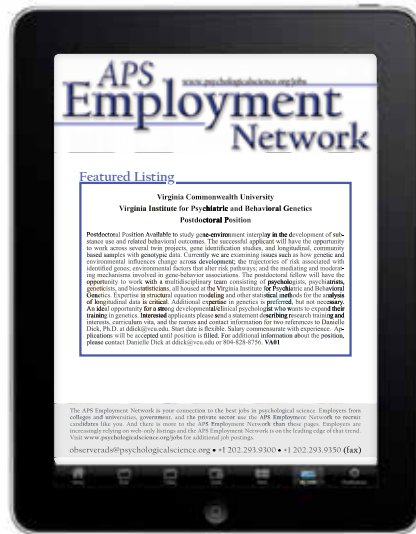 APS
www.psychologicalscience.org/jobs
Employment
Network
Featured Listing
Virginia Commonwealth University
Virginia Institute for Psychiatric and Behavioral Genetics
Postdoctoral Position
Postdoctoral Position Available to study gene-environment interplay in the development of sub-
stance use and related behavioral outcomes. The successful applicant will have the opportunity
to work across several twin projects, gene identification studies, and longitudinal, community
based samples with genotypic data. Currently we are examining issues such as how genetic and
environmental influences change across development; the trajectories of risk associated with
identified genes; environmental factors that alter risk pathways; and the mediating and moderat-
ing mechanisms involved in gene-behavior associations. The postdoctoral fellow will have the
opportunity to work with a multidisciplinary team consisting of psychologists, psychiatrists,
geneticists, and biostatisticians, all housed at the Virginia Institute for Psychiatric and Behavioral
Genetics. Expertise in structural equation modeling and other statistical methods for the analysis
of longitudinal data is critical. Additional expertise in genetics is preferred, but not necessary.
An ideal opportunity for a strong developmental/clinical psychologist who wants to expand their
training in genetics. Interested applicants please send a statement describing research training and
interests, curriculum vita, and the names and contact information for two references to Danielle
Dick, Ph.D. at ddick@vcu.edu. Start date is flexible. Salary commensurate with experience. Ap-
plications will be accepted until position is filled. For additional information about the position,
please contact Danielle Dick at ddick@vcu.edu or 804-828-8756. VA01
The APS Employment Network is your connection to the best jobs in psychological science. Employers from
colleges and universities, government, and the private sector use the APS Employment Network to recruit
candidates like you. And there is more to the APS Employment Network than these pages. Employers are
increasingly relying on web-only listings and the APS Employment Network is on the leading edge of that trend.
Visit www.psychologicalscience.org/jobs for additional job postings.
observerads@psychologicalscience.org • +1 202.293.9300 • +1 202.293.9350 (fax)